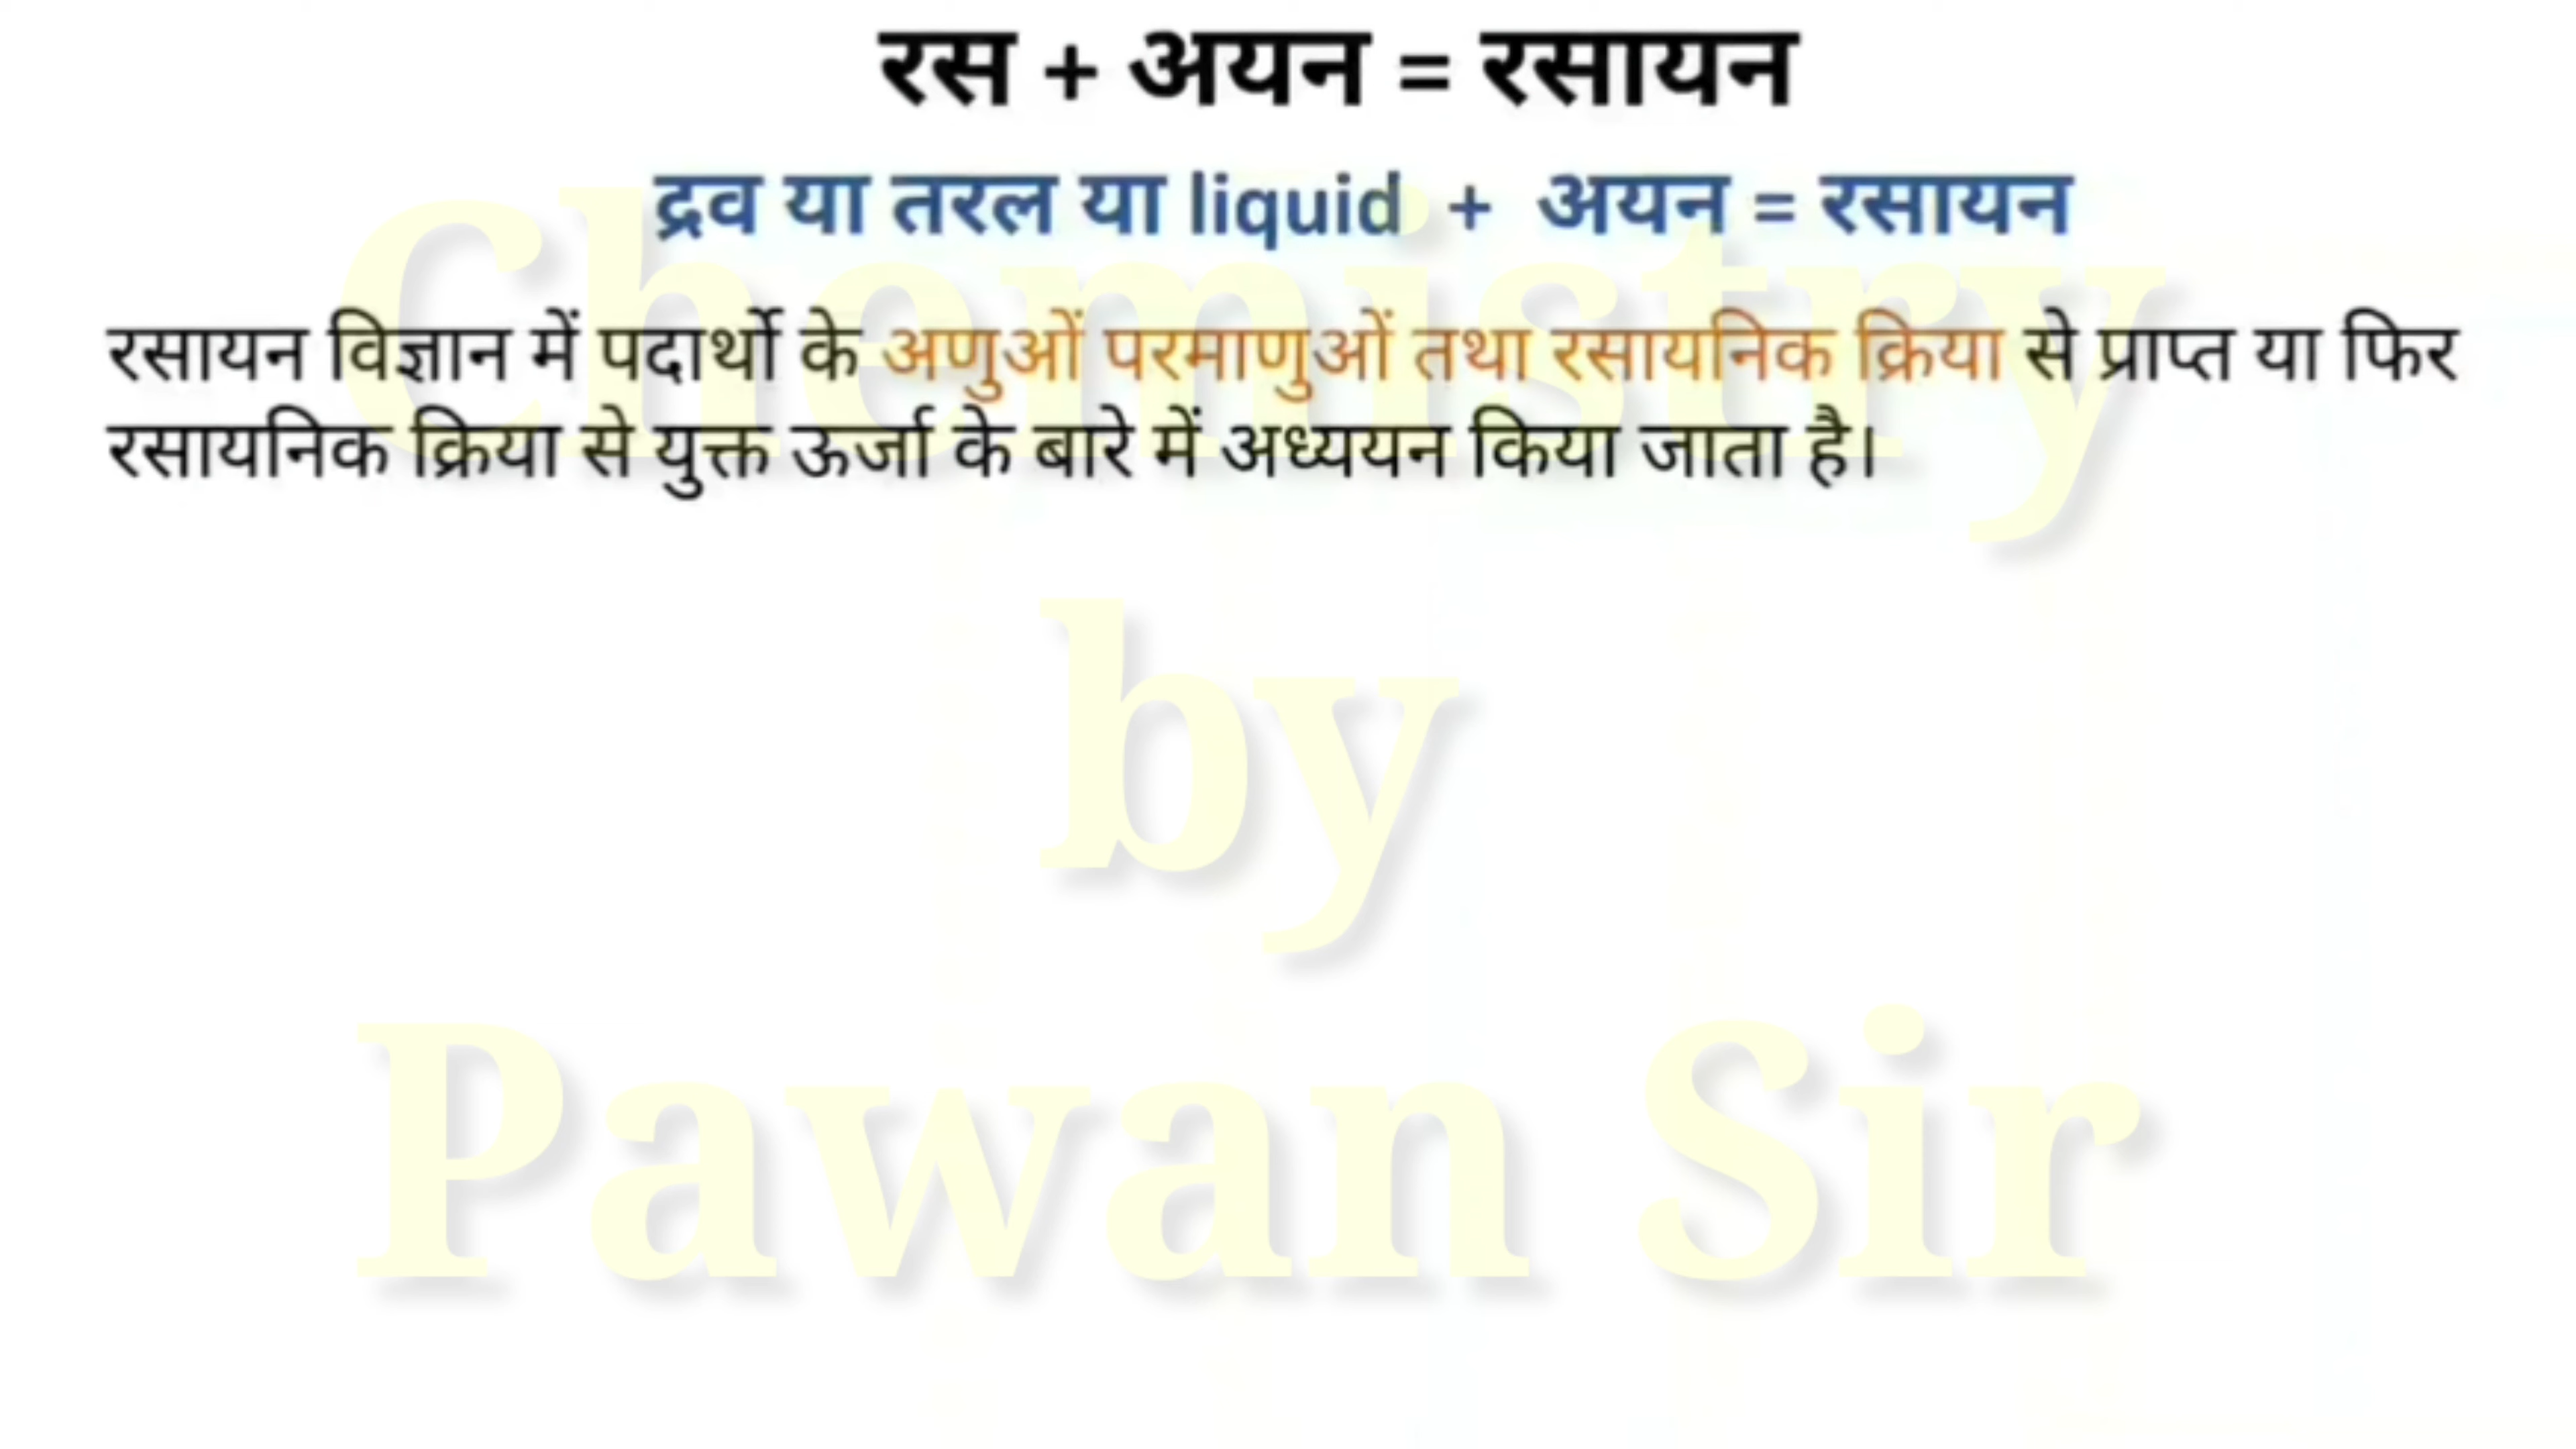 रस + अयन = रसायन
द्रव या तरल या liquid + अयन = रसायन
रसायन विज्ञान में पदार्थो के अणुओं परमाणुओं तथा रसायनिक क्रिया से प्राप्त या फिर
रसायनिक क्रिया से युक्त ऊर्जा के बारे में अध्ययन किया जाता है।
Chemistry
by
Pawan Sir